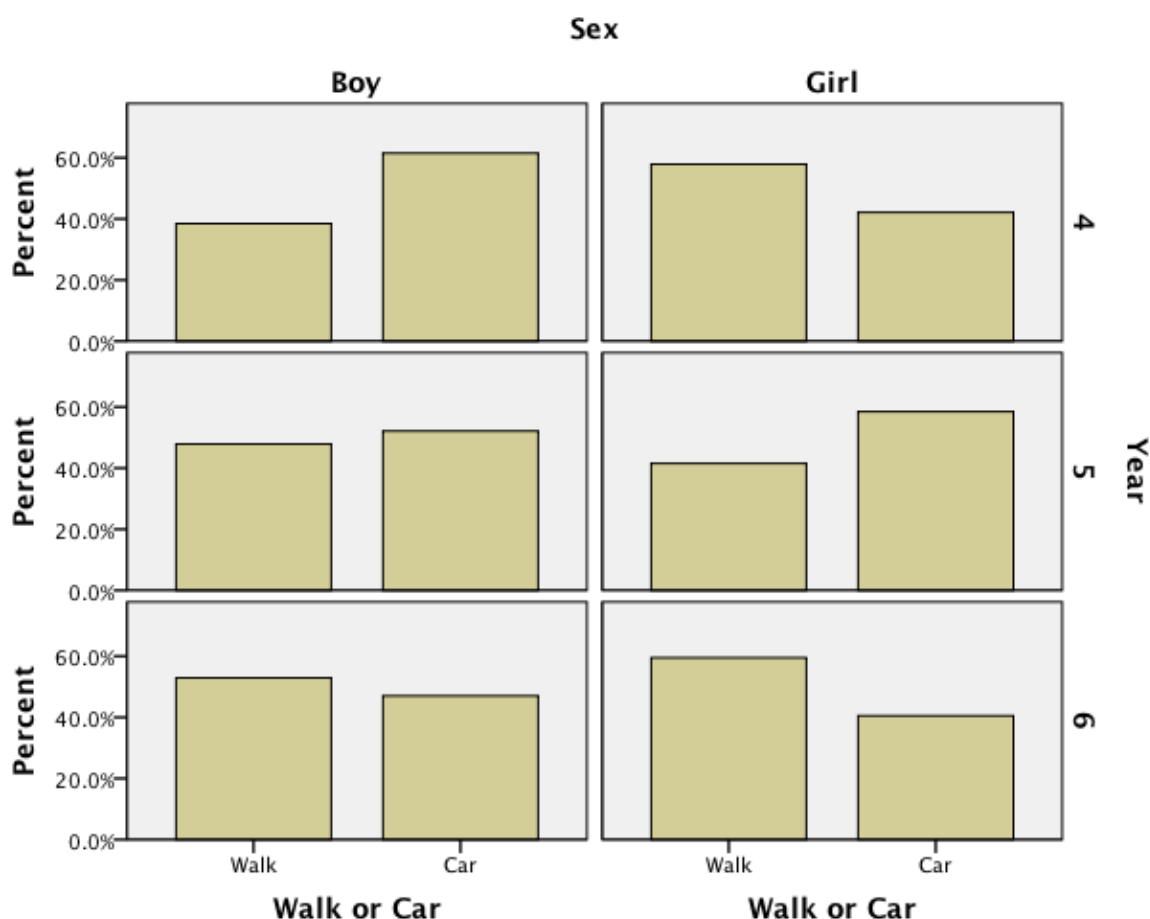 Sex
Boy Girl
Percent
60.0%
40.0%
20.0%
0.0%
4
Percent
60.0%
40.0%
20.0%
0.0%
5
Year
Percent
60.0%
40.0%
20.0%
0.0%
6
Walk Car Walk Car
Walk or Car Walk or Car